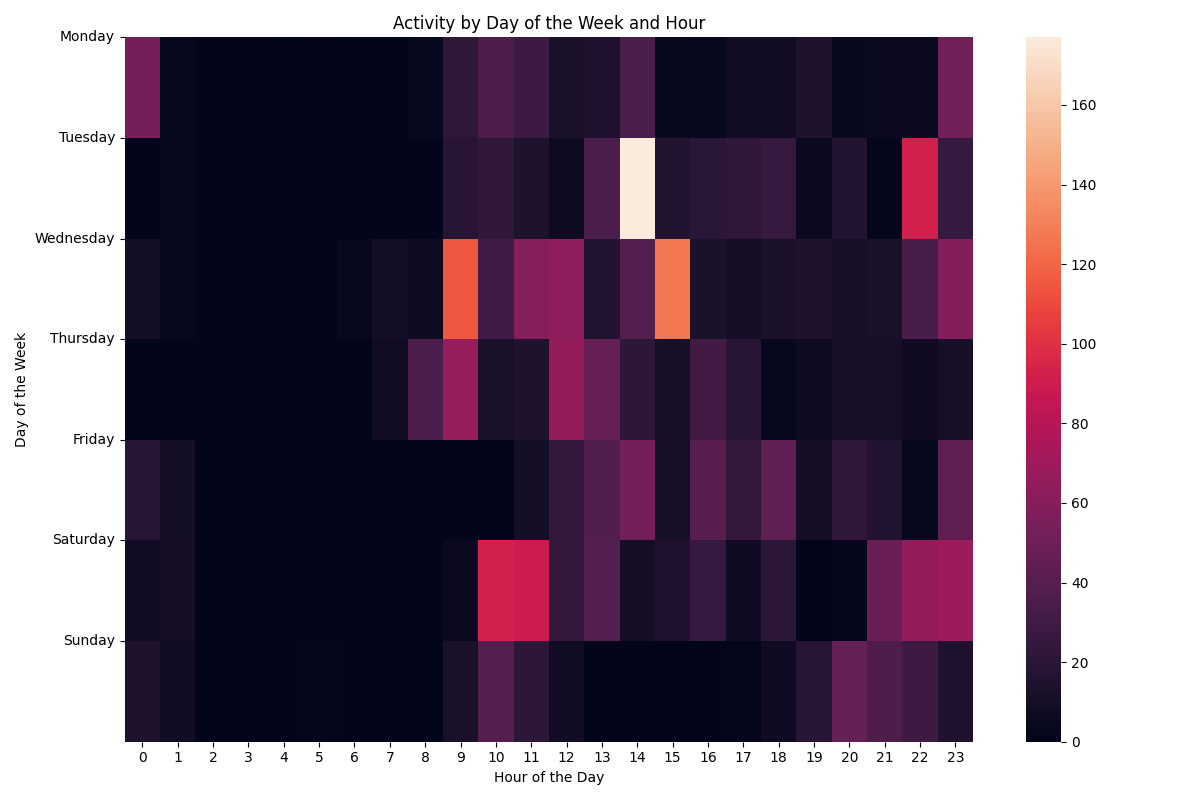 Activity by Day of the Week and Hour
Day of the Week
Monday
Tuesday
Wednesday
Thursday
Friday
Saturday
Sunday
0 1 2 3 4 5 6 7 8 9 10 11 12 13 14 15 16 17 18 19 20 21 22 23
Hour of the Day
160
140
120
100
80
60
40
20
0